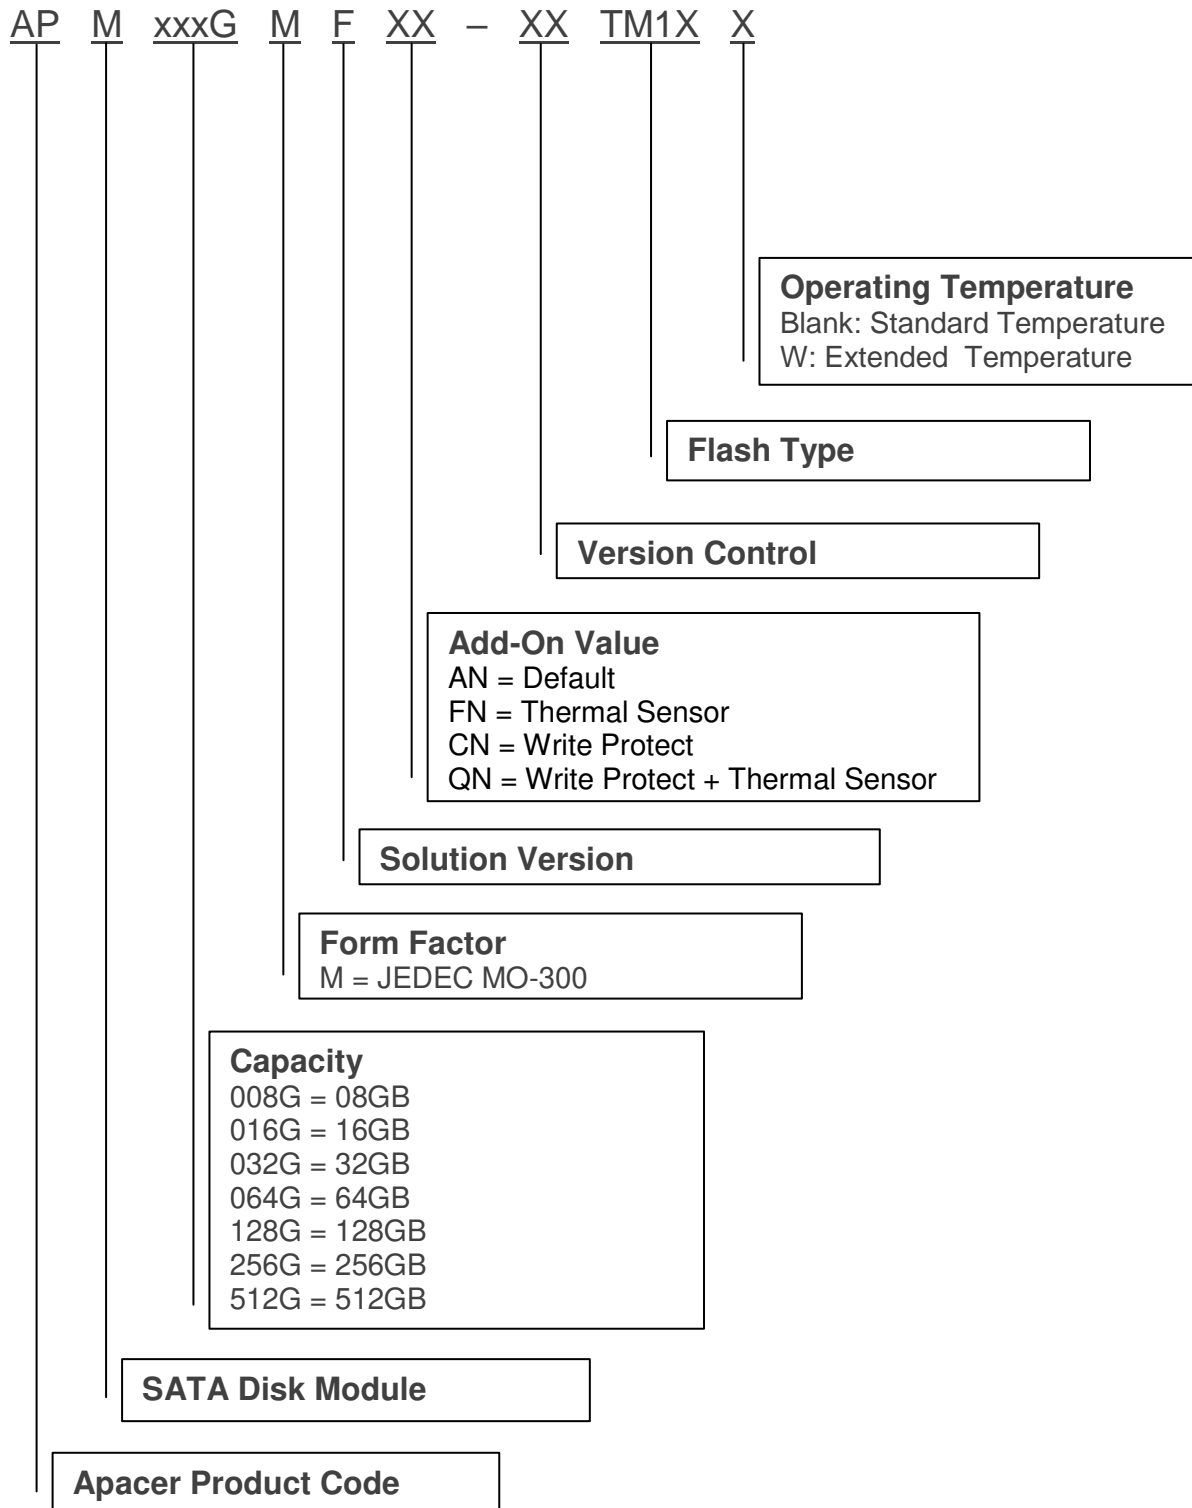 AP M xxxG M F XX – XX TM1X X
Operating Temperature
Blank: Standard Temperature
W: Extended Temperature
Flash Type
Version Control
Add-On Value
AN = Default
FN = Thermal Sensor
CN = Write Protect
QN = Write Protect + Thermal Sensor
Solution Version
Form Factor
M = JEDEC MO-300
Capacity
008G = 08GB
016G = 16GB
032G = 32GB
064G = 64GB
128G = 128GB
256G = 256GB
512G = 512GB
SATA Disk Module
Apacer Product Code